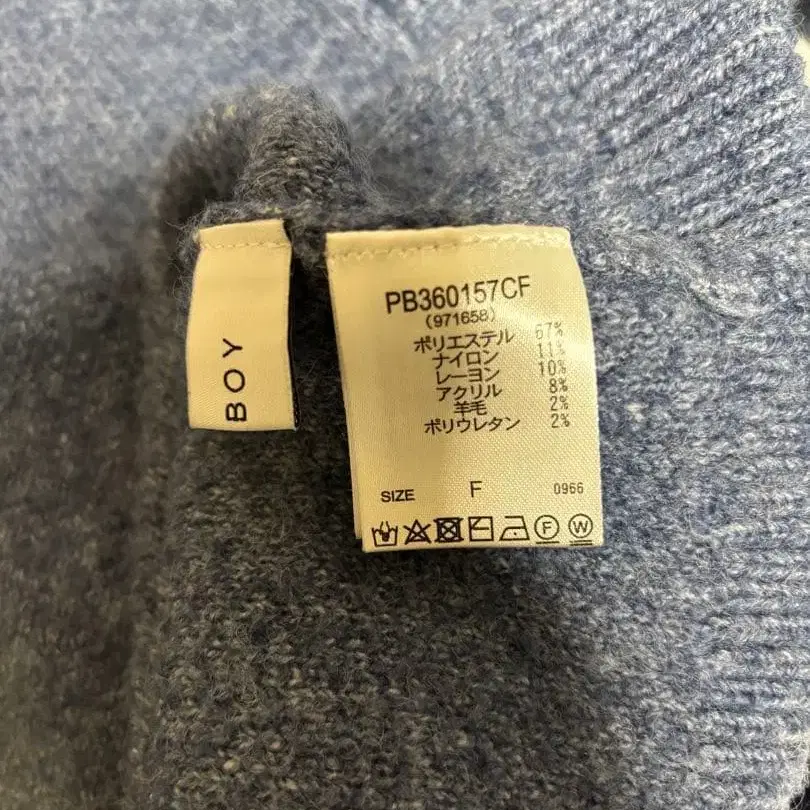 BOY
PB360157CF
(971658)
ポリエステル 67%
ナイロン 11%
レーヨン 10%
アクリル 8%
羊毛 2%
ポリウレタン 2%
SIZE F 0966
F W